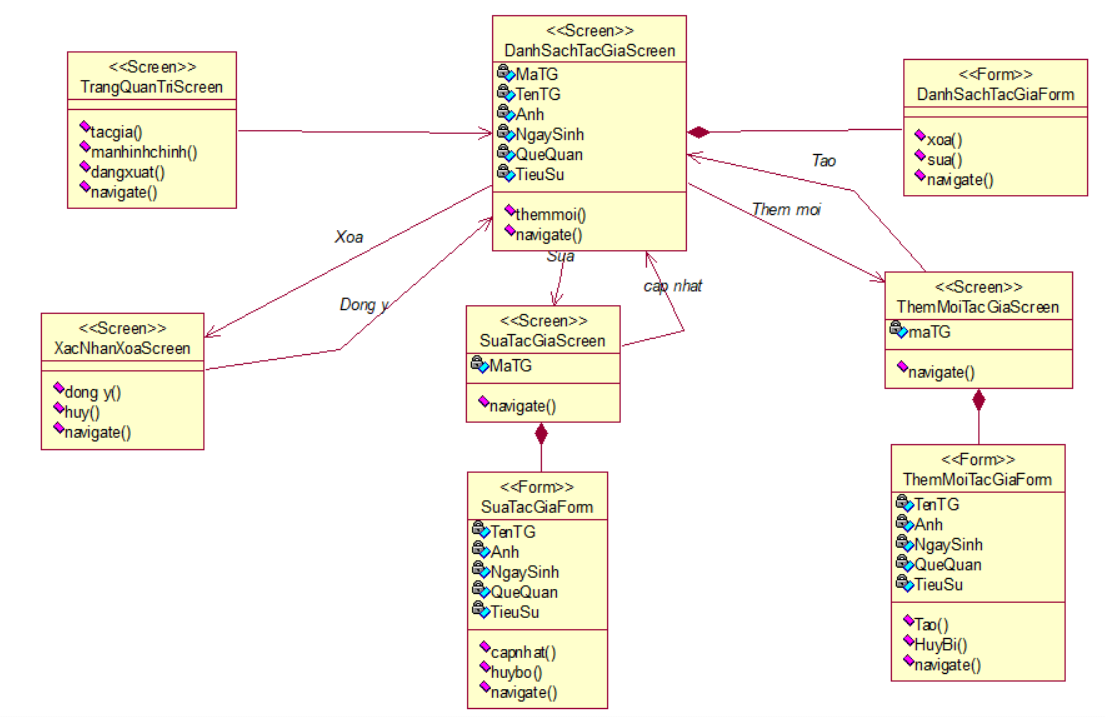 <<Screen>>
TrangQuanTriScreen
tacgia()
manhinhchinh()
dangxuat()
navigate()
<<Screen>>
DanhSachTacGiaScreen
MaTG
TenTG
Anh
NgaySinh
QueQuan
TieuSu
themmoi()
navigate()
<<Form>>
DanhSachTacGiaForm
xoa()
sua()
navigate()
Tao
Them moi
Xoa
Dong y
Sua
cap nhat
<<Screen>>
XacNhanXoaScreen
dong y()
huy()
navigate()
<<Screen>>
SuaTacGiaScreen
MaTG
navigate()
<<Screen>>
ThemMoiTacGiaScreen
maTG
navigate()
<<Form>>
SuaTacGiaForm
TenTG
Anh
NgaySinh
QueQuan
TieuSu
capnhat()
huybo()
navigate()
<<Form>>
ThemMoiTacGiaForm
TenTG
Anh
NgaySinh
QueQuan
TieuSu
Tao()
HuyBi()
navigate()